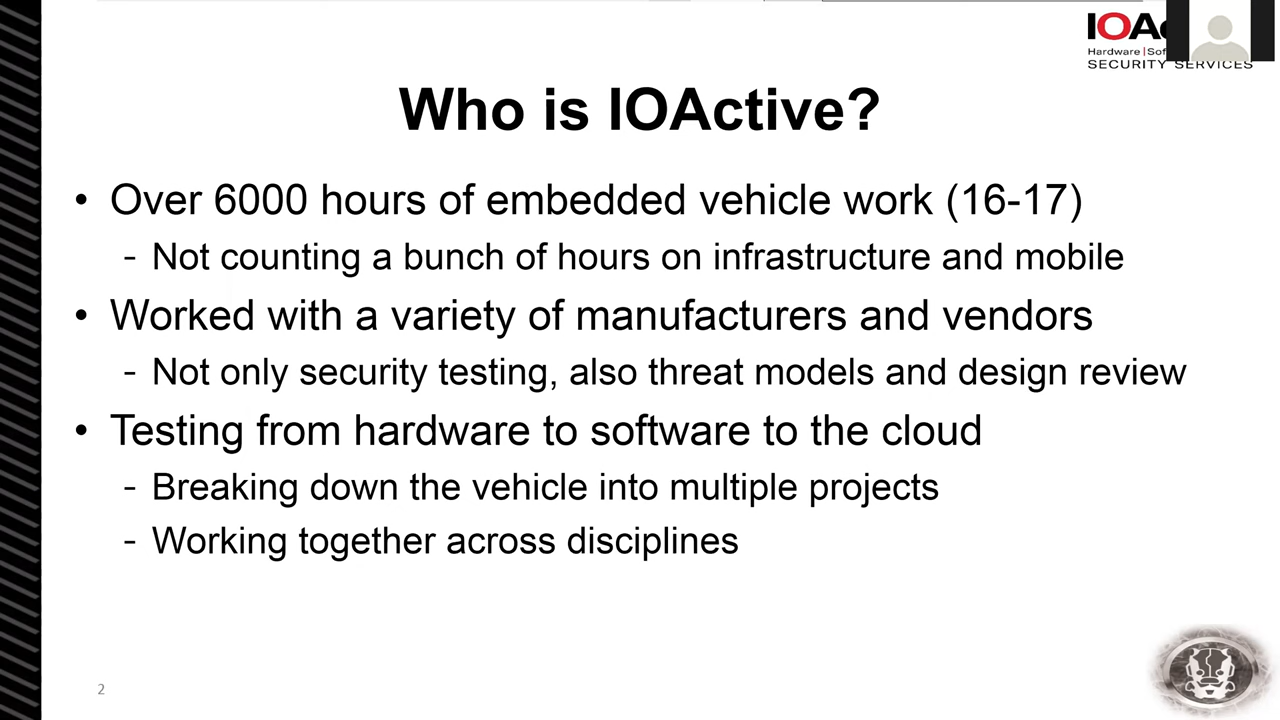 Hardware
SECURITY SERVICES
Who is IOActive?
• Over 6000 hours of embedded vehicle work (16-17)
- Not counting a bunch of hours on infrastructure and mobile
• Worked with a variety of manufacturers and vendors
- Not only security testing, also threat models and design review
• Testing from hardware to software to the cloud
- Breaking down the vehicle into multiple projects
- Working together across disciplines
2